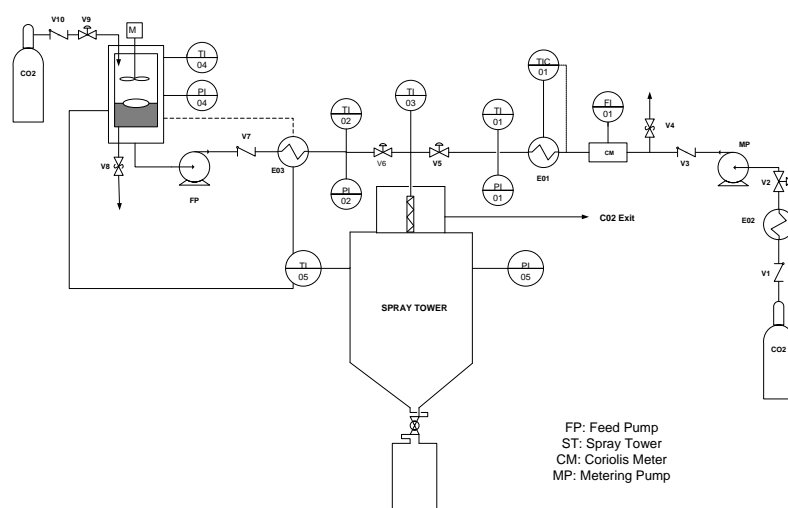 V10
V9
M
CO2
TI
04
PI
04
V8
FP
V7
E03
TI
02
PI
02
V6
TI
03
V5
TI
01
PI
01
TIC
01
E01
FI
01
CM
V4
V3
MP
V2
E02
V1
CO2
C02 Exit
TI
05
PI
05
SPRAY TOWER
FP: Feed Pump
ST: Spray Tower
CM: Coriolis Meter
MP: Metering Pump